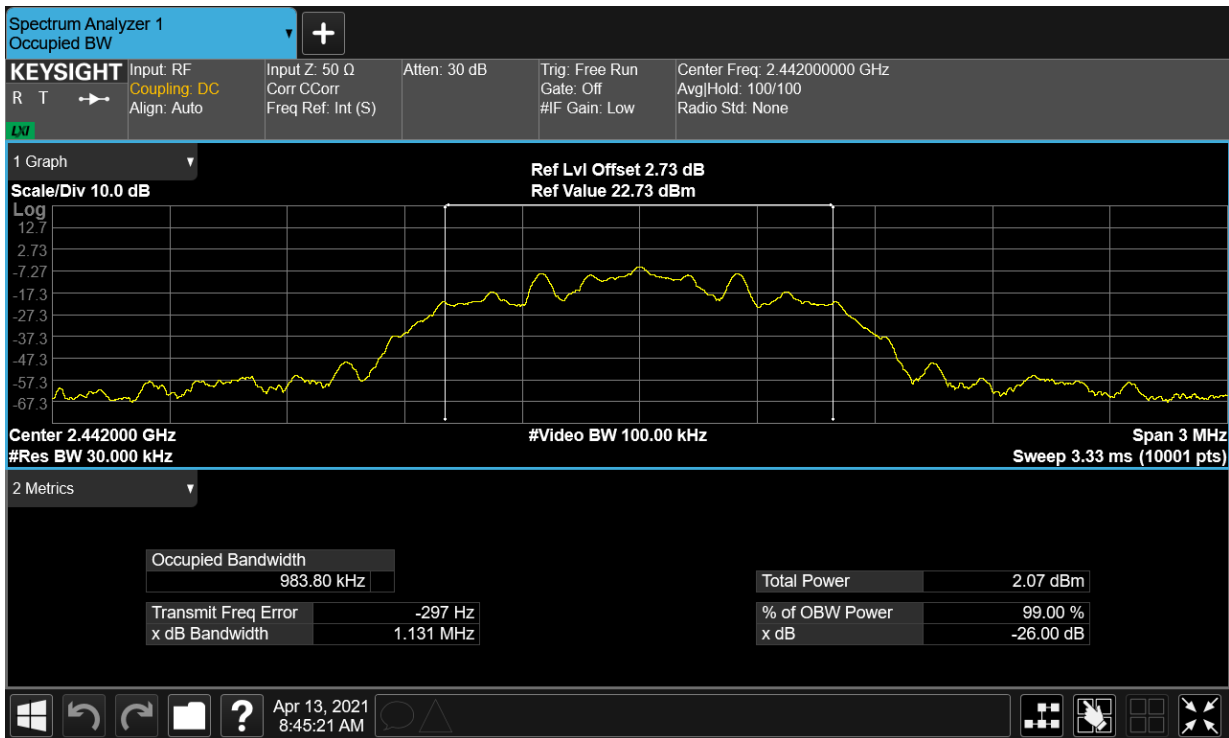 Spectrum Analyzer 1
Occupied BW
KEYSIGHT
R T
LXI
Input: RF
Coupling: DC
Align: Auto
Input Z: 50 Ω
Corr CCorr
Freq Ref: Int (S)
Atten: 30 dB
Trig: Free Run
Gate: Off
#IF Gain: Low
Center Freq: 2.442000000 GHz
Avg|Hold: 100/100
Radio Std: None
1 Graph
Scale/Div 10.0 dB
Ref Lvl Offset 2.73 dB
Ref Value 22.73 dBm
Log
12.7
2.73
-7.27
-17.3
-27.3
-37.3
-47.3
-57.3
-67.3
Center 2.442000 GHz
#Res BW 30.000 kHz
#Video BW 100.00 kHz
Span 3 MHz
Sweep 3.33 ms (10001 pts)
2 Metrics
Occupied Bandwidth
983.80 kHz
Transmit Freq Error -297 Hz
x dB Bandwidth 1.131 MHz
Total Power 2.07 dBm
% of OBW Power 99.00 %
x dB -26.00 dB
?
Apr 13, 2021
8:45:21 AM